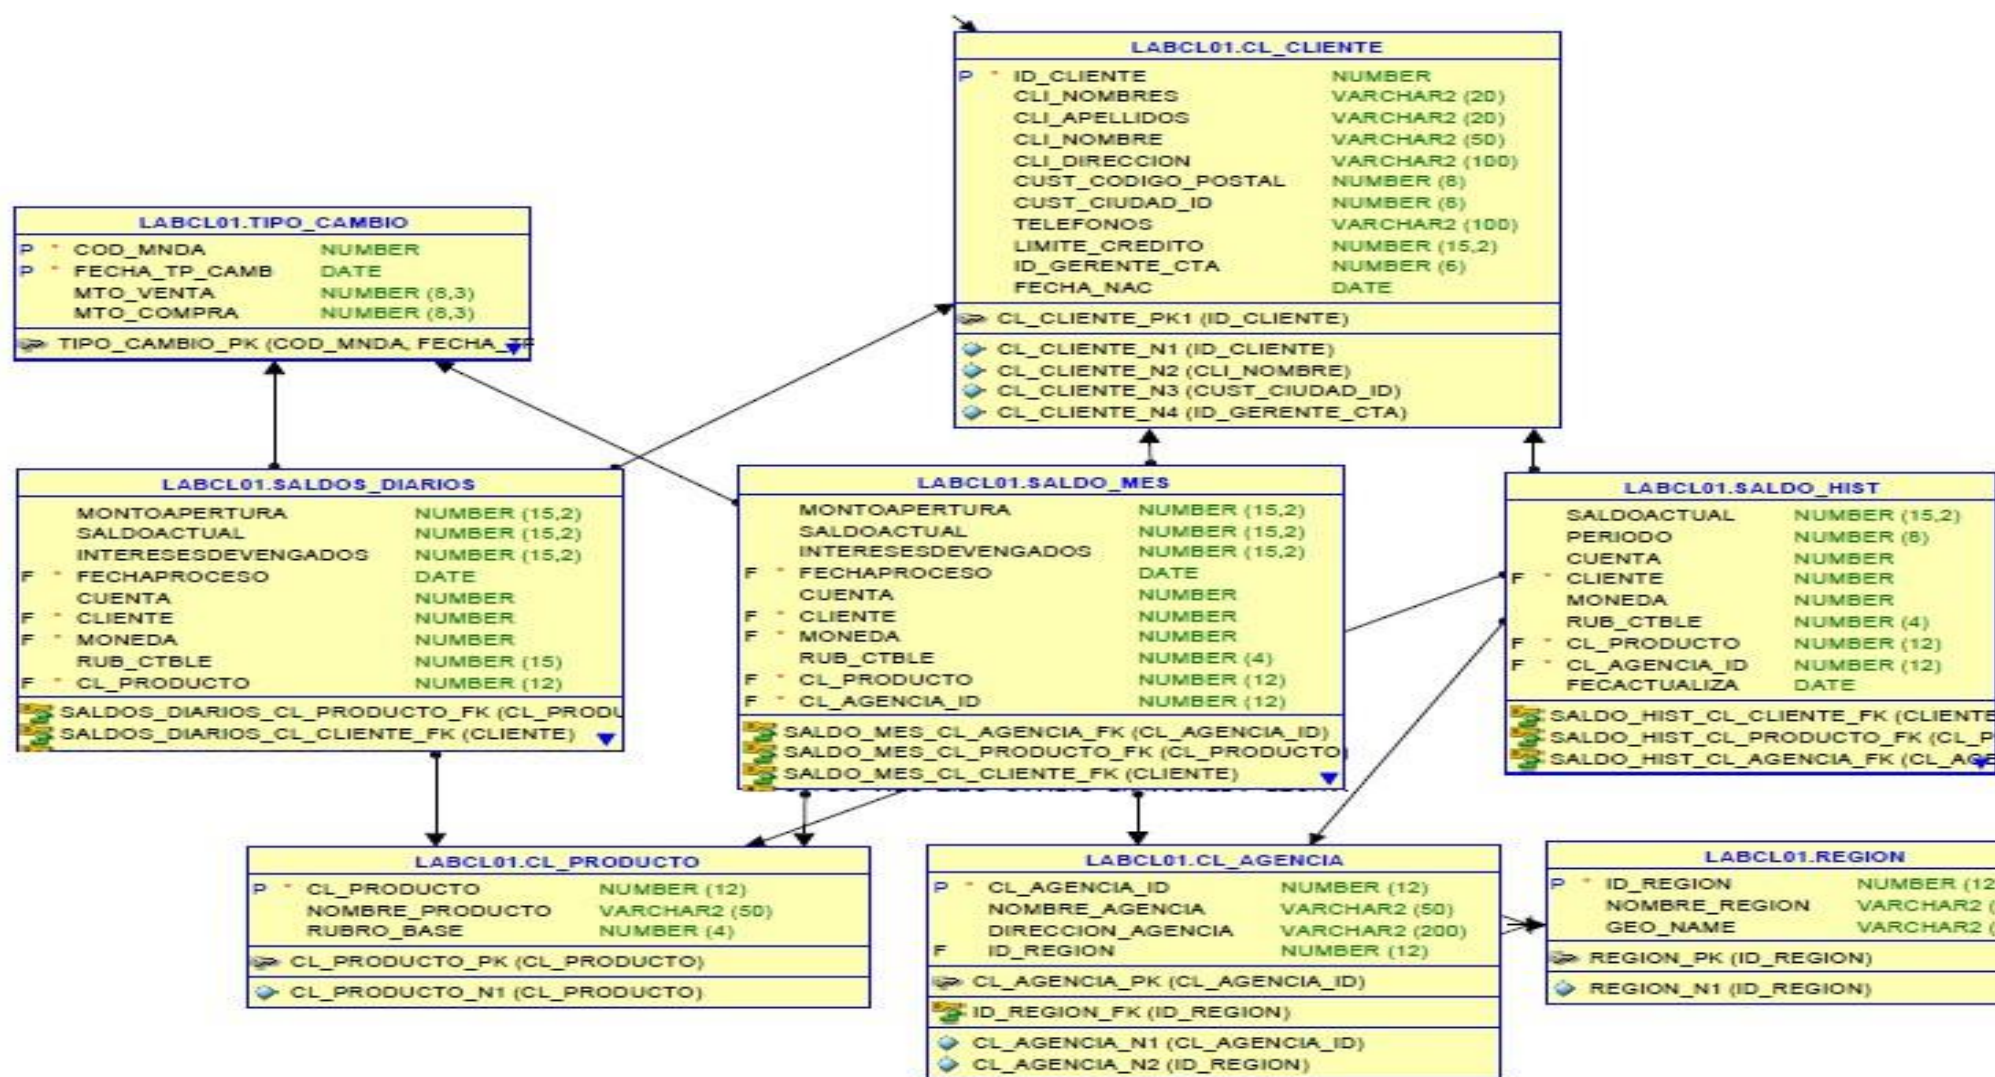 LABCL01.CL_CLIENTE
P * ID_CLIENTE NUMBER
CLI_NOMBRES VARCHAR2 (20)
CLI_APELLIDOS VARCHAR2 (20)
CLI_NOMBRE VARCHAR2 (50)
CLI_DIRECCION VARCHAR2 (100)
CUST_CODIGO_POSTAL NUMBER (8)
CUST_CIUDAD_ID NUMBER (8)
TELEFONOS VARCHAR2 (100)
LIMITE_CREDITO NUMBER (15,2)
ID_GERENTE_CTA NUMBER (6)
FECHA_NAC DATE
CL_CLIENTE_PK1 (ID_CLIENTE)
CL_CLIENTE_N1 (ID_CLIENTE)
CL_CLIENTE_N2 (CLI_NOMBRE)
CL_CLIENTE_N3 (CUST_CIUDAD_ID)
CL_CLIENTE_N4 (ID_GERENTE_CTA)
LABCL01.TIPO_CAMBIO
P * COD_MNDA NUMBER
P * FECHA_TP_CAMB DATE
MTO_VENTA NUMBER (8,3)
MTO_COMPRA NUMBER (8,3)
TIPO_CAMBIO_PK (COD_MNDA, FECHA_TP
LABCL01.SALDOS_DIARIOS
MONTOAPERTURA NUMBER (15,2)
SALDOACTUAL NUMBER (15,2)
INTERESESDEVENGADOS NUMBER (15,2)
F * FECHAPROCESO DATE
CUENTA NUMBER
F * CLIENTE NUMBER
F * MONEDA NUMBER
RUB_CTBLE NUMBER (15)
F * CL_PRODUCTO NUMBER (12)
SALDOS_DIARIOS_CL_PRODUCTO_FK (CL_PRODU
SALDOS_DIARIOS_CL_CLIENTE_FK (CLIENTE)
LABCL01.SALDO_MES
MONTOAPERTURA NUMBER (15,2)
SALDOACTUAL NUMBER (15,2)
INTERESESDEVENGADOS NUMBER (15,2)
F * FECHAPROCESO DATE
CUENTA NUMBER
F * CLIENTE NUMBER
F * MONEDA NUMBER
RUB_CTBLE NUMBER (4)
F * CL_PRODUCTO NUMBER (12)
F * CL_AGENCIA_ID NUMBER (12)
SALDO_MES_CL_AGENCIA_FK (CL_AGENCIA_ID)
SALDO_MES_CL_PRODUCTO_FK (CL_PRODUCTO)
SALDO_MES_CL_CLIENTE_FK (CLIENTE)
LABCL01.SALDO_HIST
SALDOACTUAL NUMBER (15,2)
PERIODO NUMBER (8)
CUENTA NUMBER
F * CLIENTE NUMBER
MONEDA NUMBER
RUB_CTBLE NUMBER (4)
F * CL_PRODUCTO NUMBER (12)
F * CL_AGENCIA_ID NUMBER (12)
FECACTUALIZA DATE
SALDO_HIST_CL_CLIENTE_FK (CLIENTE
SALDO_HIST_CL_PRODUCTO_FK (CL_P
SALDO_HIST_CL_AGENCIA_FK (CL_AGE
LABCL01.CL_PRODUCTO
P * CL_PRODUCTO NUMBER (12)
NOMBRE_PRODUCTO VARCHAR2 (50)
RUBRO_BASE NUMBER (4)
CL_PRODUCTO_PK (CL_PRODUCTO)
CL_PRODUCTO_N1 (CL_PRODUCTO)
LABCL01.CL_AGENCIA
P * CL_AGENCIA_ID NUMBER (12)
NOMBRE_AGENCIA VARCHAR2 (50)
DIRECCION_AGENCIA VARCHAR2 (200)
F ID_REGION NUMBER (12)
CL_AGENCIA_PK (CL_AGENCIA_ID)
ID_REGION_FK (ID_REGION)
CL_AGENCIA_N1 (CL_AGENCIA_ID)
CL_AGENCIA_N2 (ID_REGION)
LABCL01.REGION
P * ID_REGION NUMBER (12
NOMBRE_REGION VARCHAR2 (
GEO_NAME VARCHAR2 (
REGION_PK (ID_REGION)
REGION_N1 (ID_REGION)